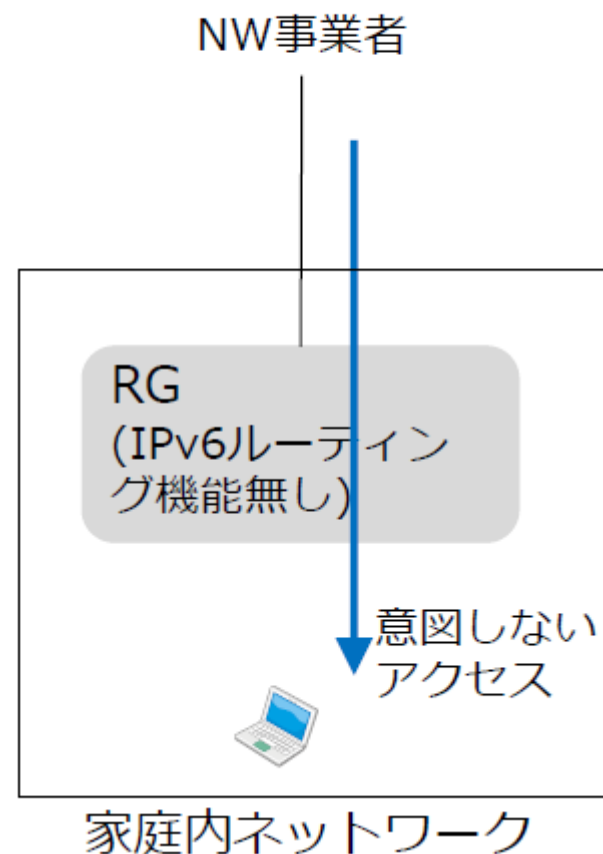 NW事業者
RG
(IPv6ルーティン
グ機能無し)
意図しない
アクセス
家庭内ネットワーク